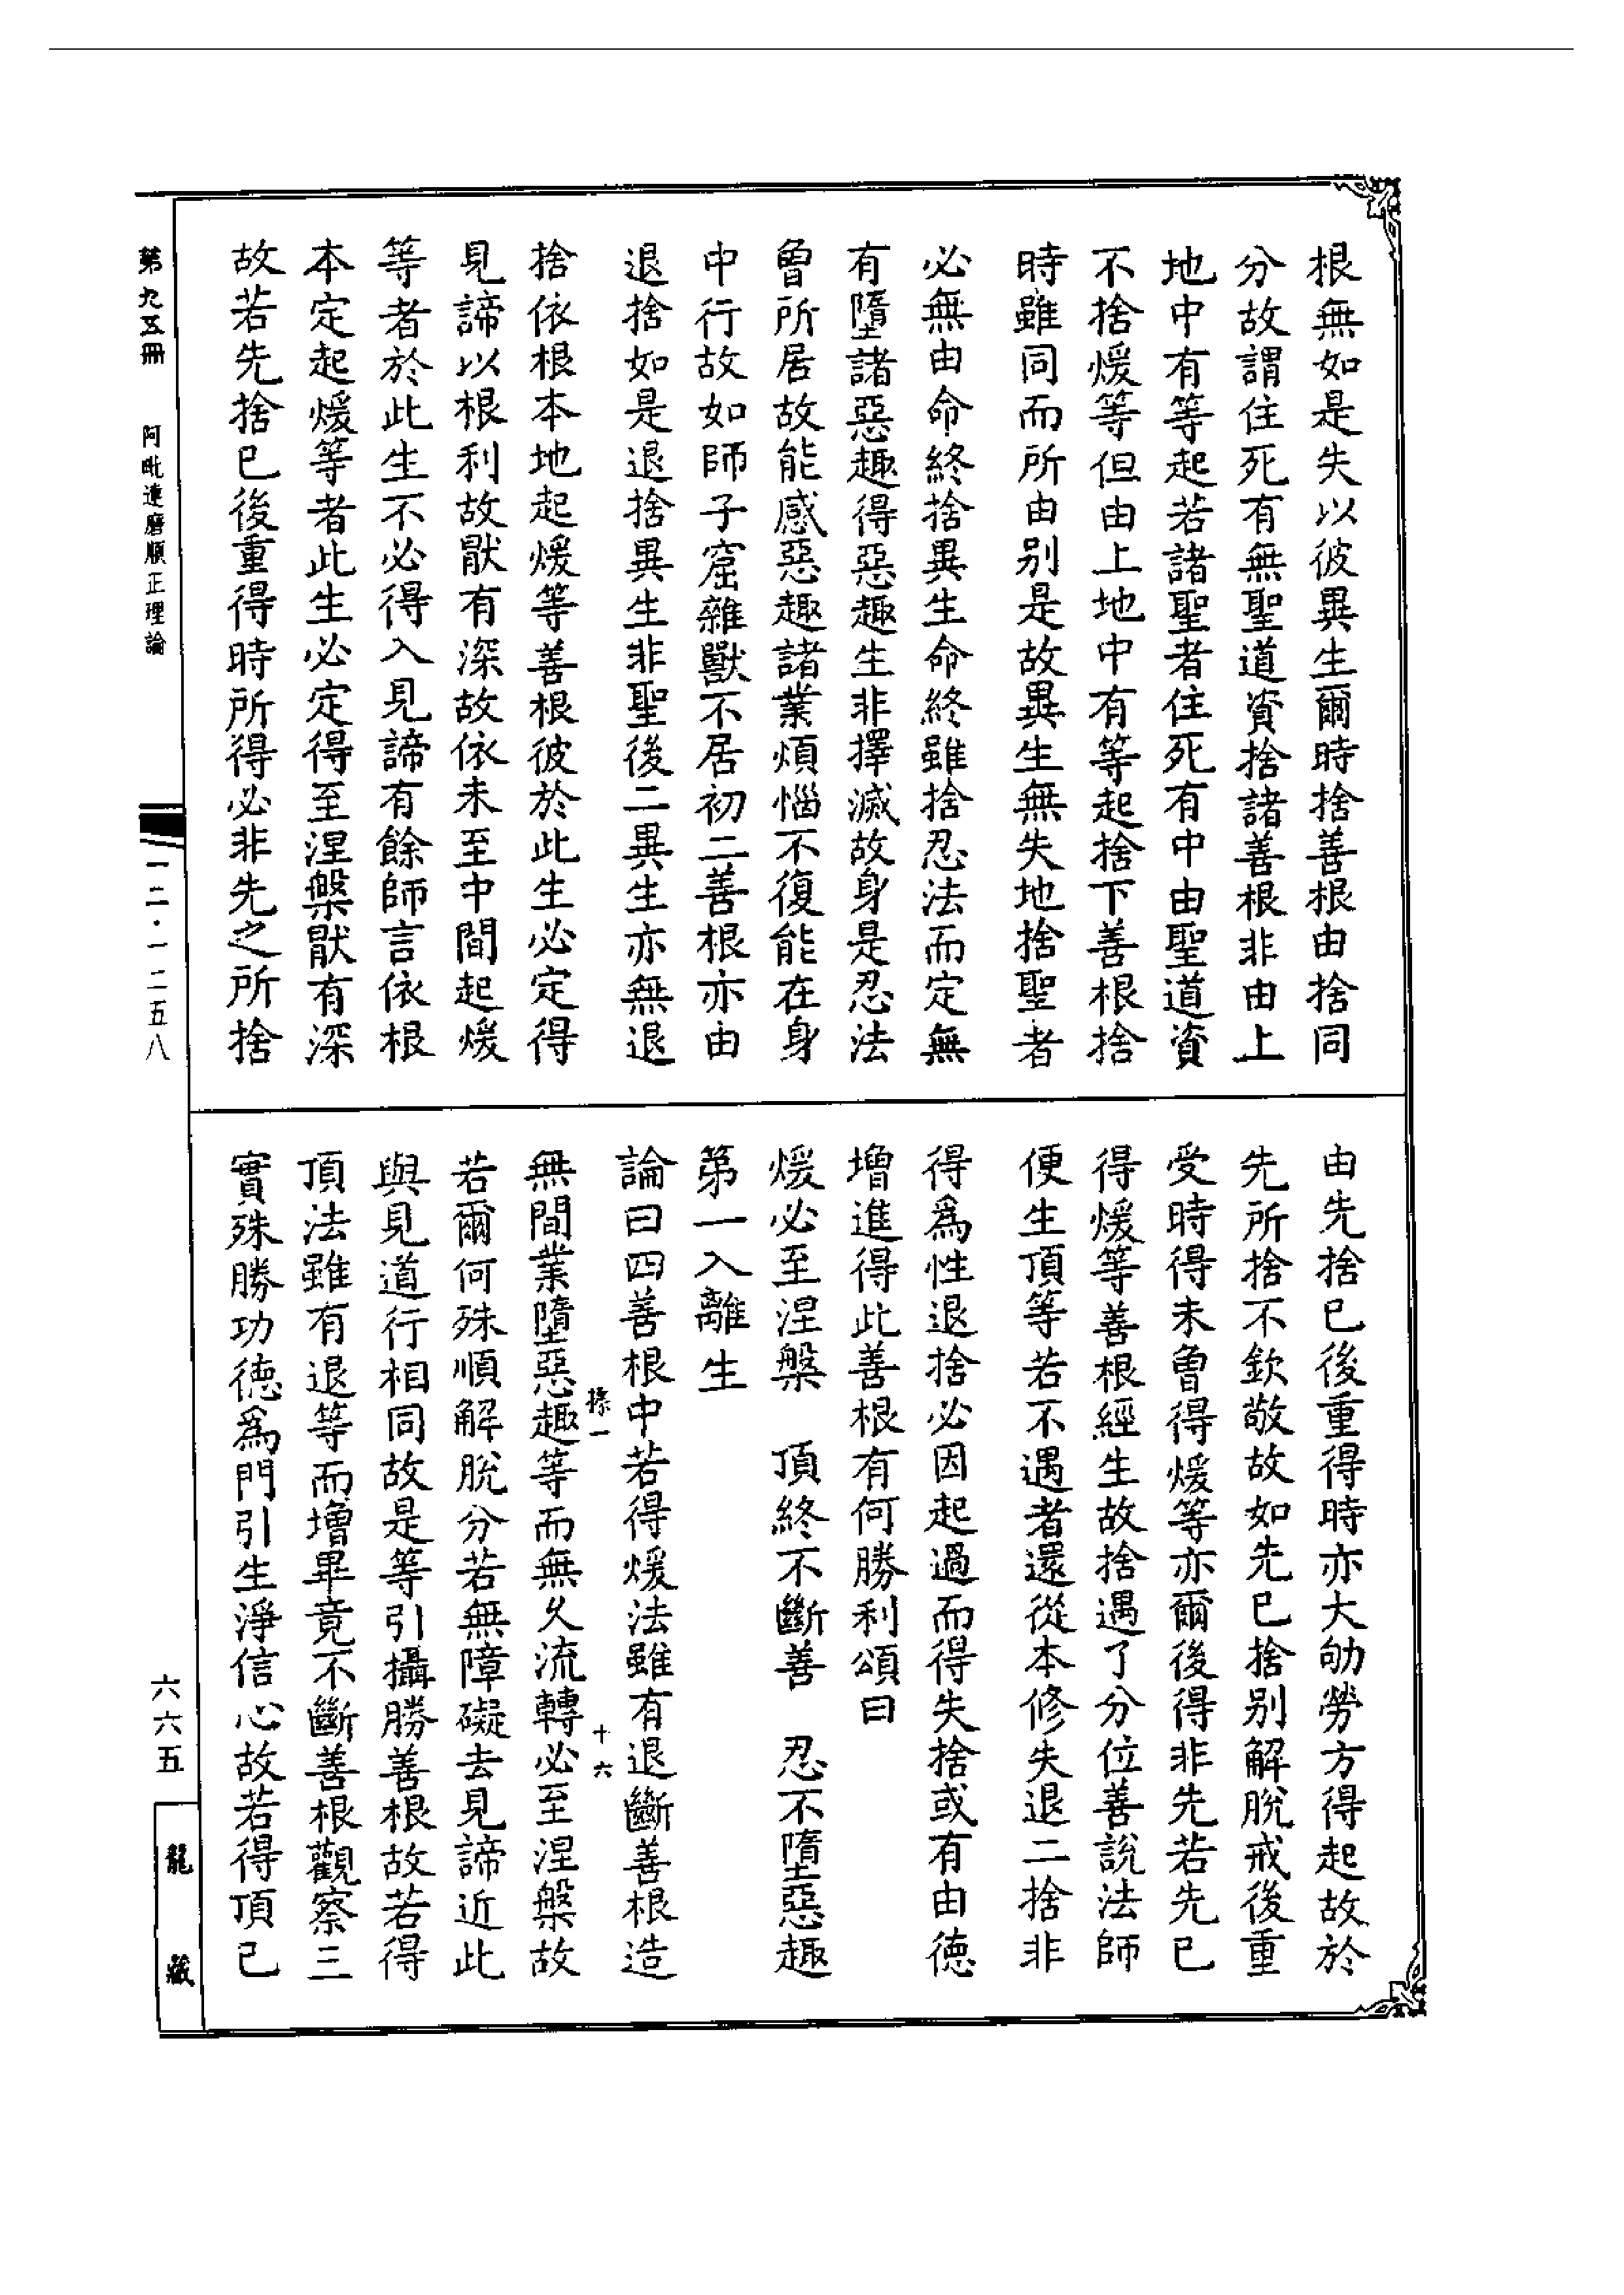 根無如是失以彼異生爾時捨善根由捨同
分故謂住死有無聖道資捨諸善根非由上
地中有等起若諸聖者住死有中由聖道資
不捨煖等但由上地中有等起捨下善根捨
時雖同而所由别是故異生無失地捨聖者
必無由命終捨異生命終雖捨忍法而定無
有墮諸惡趣得惡趣生非擇滅故身是忍法
曾所居故能感惡趣諸業煩惱不復能在身
中行故如師子窟雜獸不居初二善根亦由
退捨如是退捨異生非聖後二異生亦無退
捨依根本地起煖等善根彼於此生必定得
見諦以根利故猒有深故依未至中間起煖
等者於此生不必得入見諦有餘師言依根
本定起煖等者此生必定得至涅槃猒有深
故若先捨已後重得時所得必非先之所捨
由先捨已後重得時亦大劬勞方得起故於
先所捨不欽敬故如先已捨别解脫戒後重
受時得未曾得煖等亦爾後得非先若先已
得煖等善根經生故捨遇了分位善說法師
便生頂等若不遇者還從本修失退二捨非
得爲性退捨必因起過而得失捨或有由德
增進得此善根有何勝利頌曰
煖必至涅槃　頂終不斷善　忍不墮惡趣
第一入離生
論曰四善根中若得煖法雖有退斷善根造
無間業墮惡趣等而無久流轉必至涅槃故
若爾何殊順解脫分若無障礙去見諦近此
與見道行相同故是等引攝勝善根故若得
頂法雖有退等而增畢竟不斷善根觀察三
實殊勝功德爲門引生淨信心故若得頂已
十六
第九五冊
阿毗達磨順正理論
一二·一二五八
六六五
龍藏